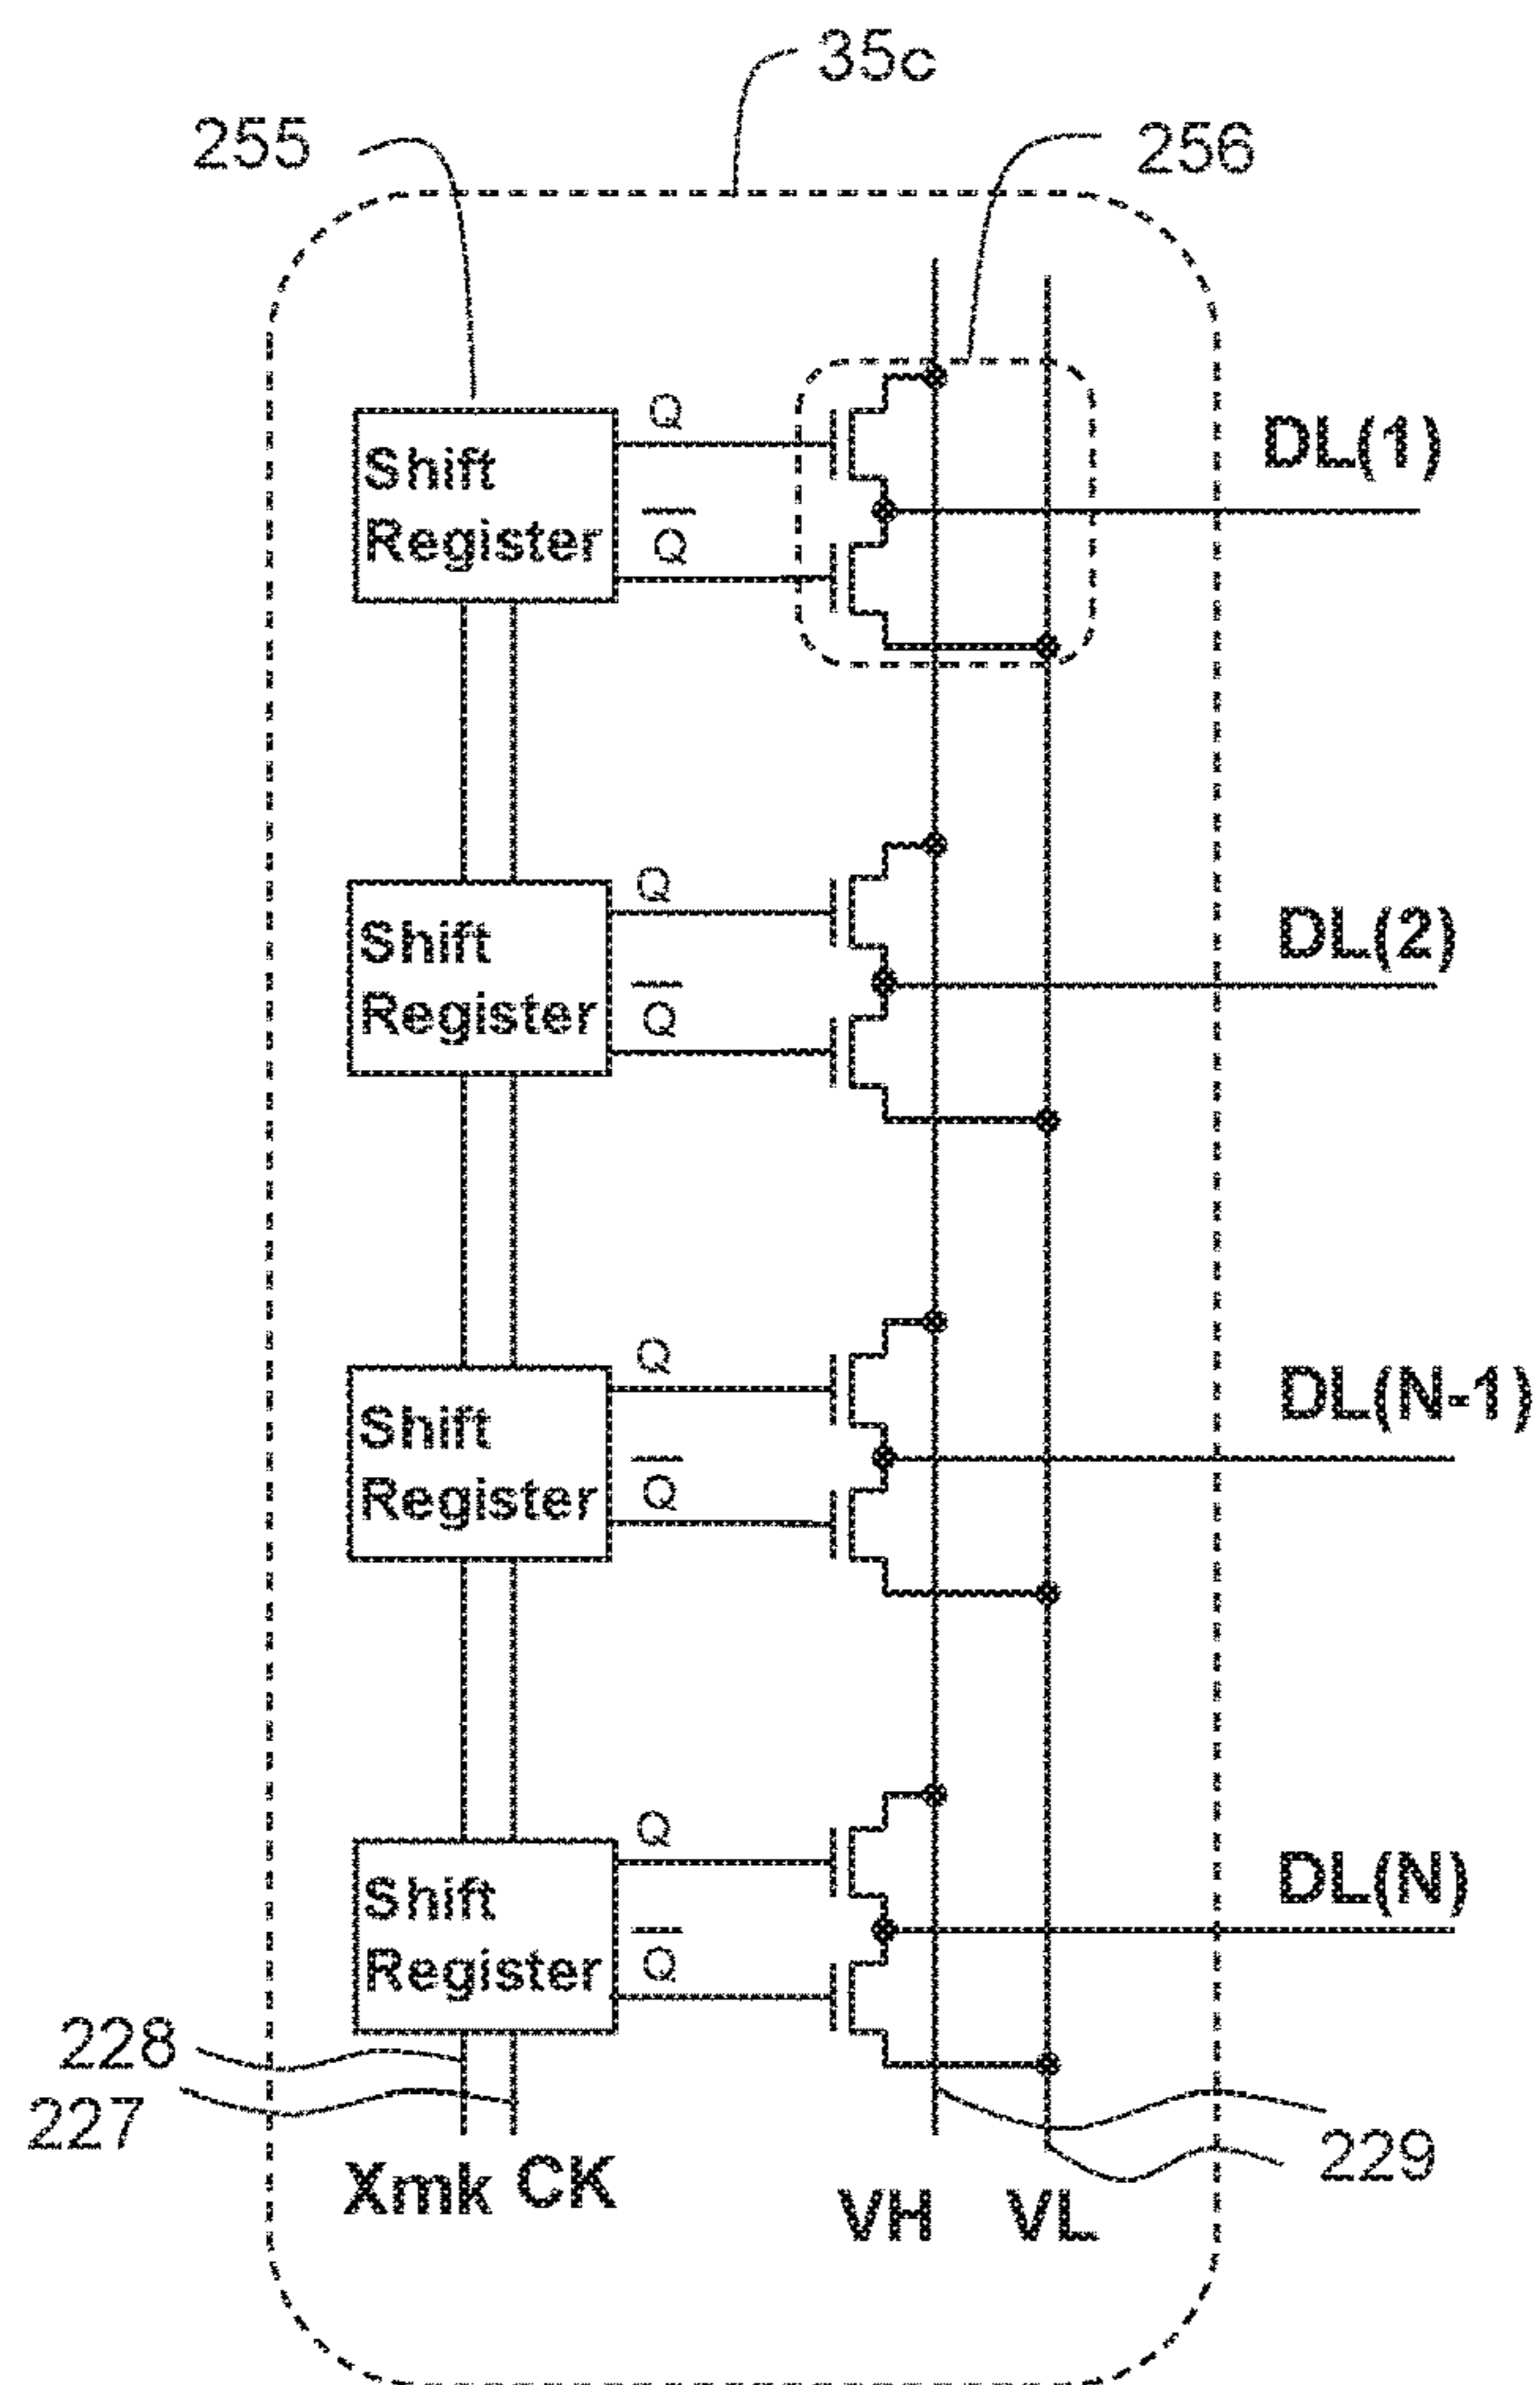 35c
255
256
Shift
Register
Q
Q
DL(1)
Shift
Register
Q
Q
DL(2)
Shift
Register
Q
Q
DL(N-1)
Shift
Register
Q
Q
DL(N)
228
227
229
Xmk CK
VH VL